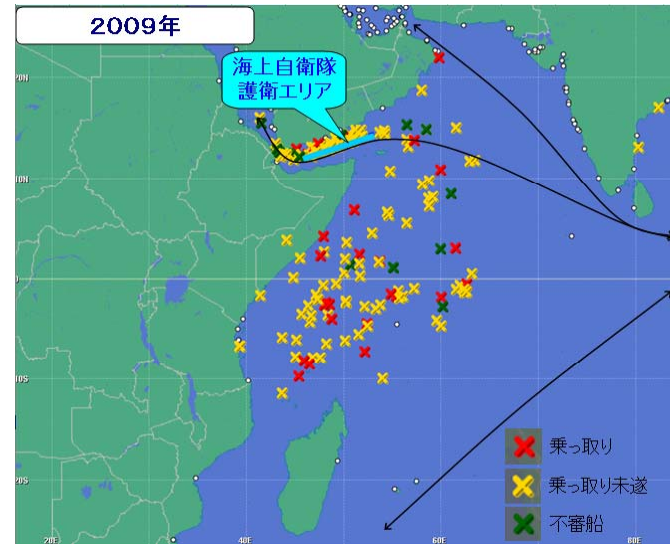 2009年
海上自衛隊
護衛エリア
20N
10N
0
10S
20S
乗っ取り
乗っ取り未遂
不審船
20E
40E
60E
80E